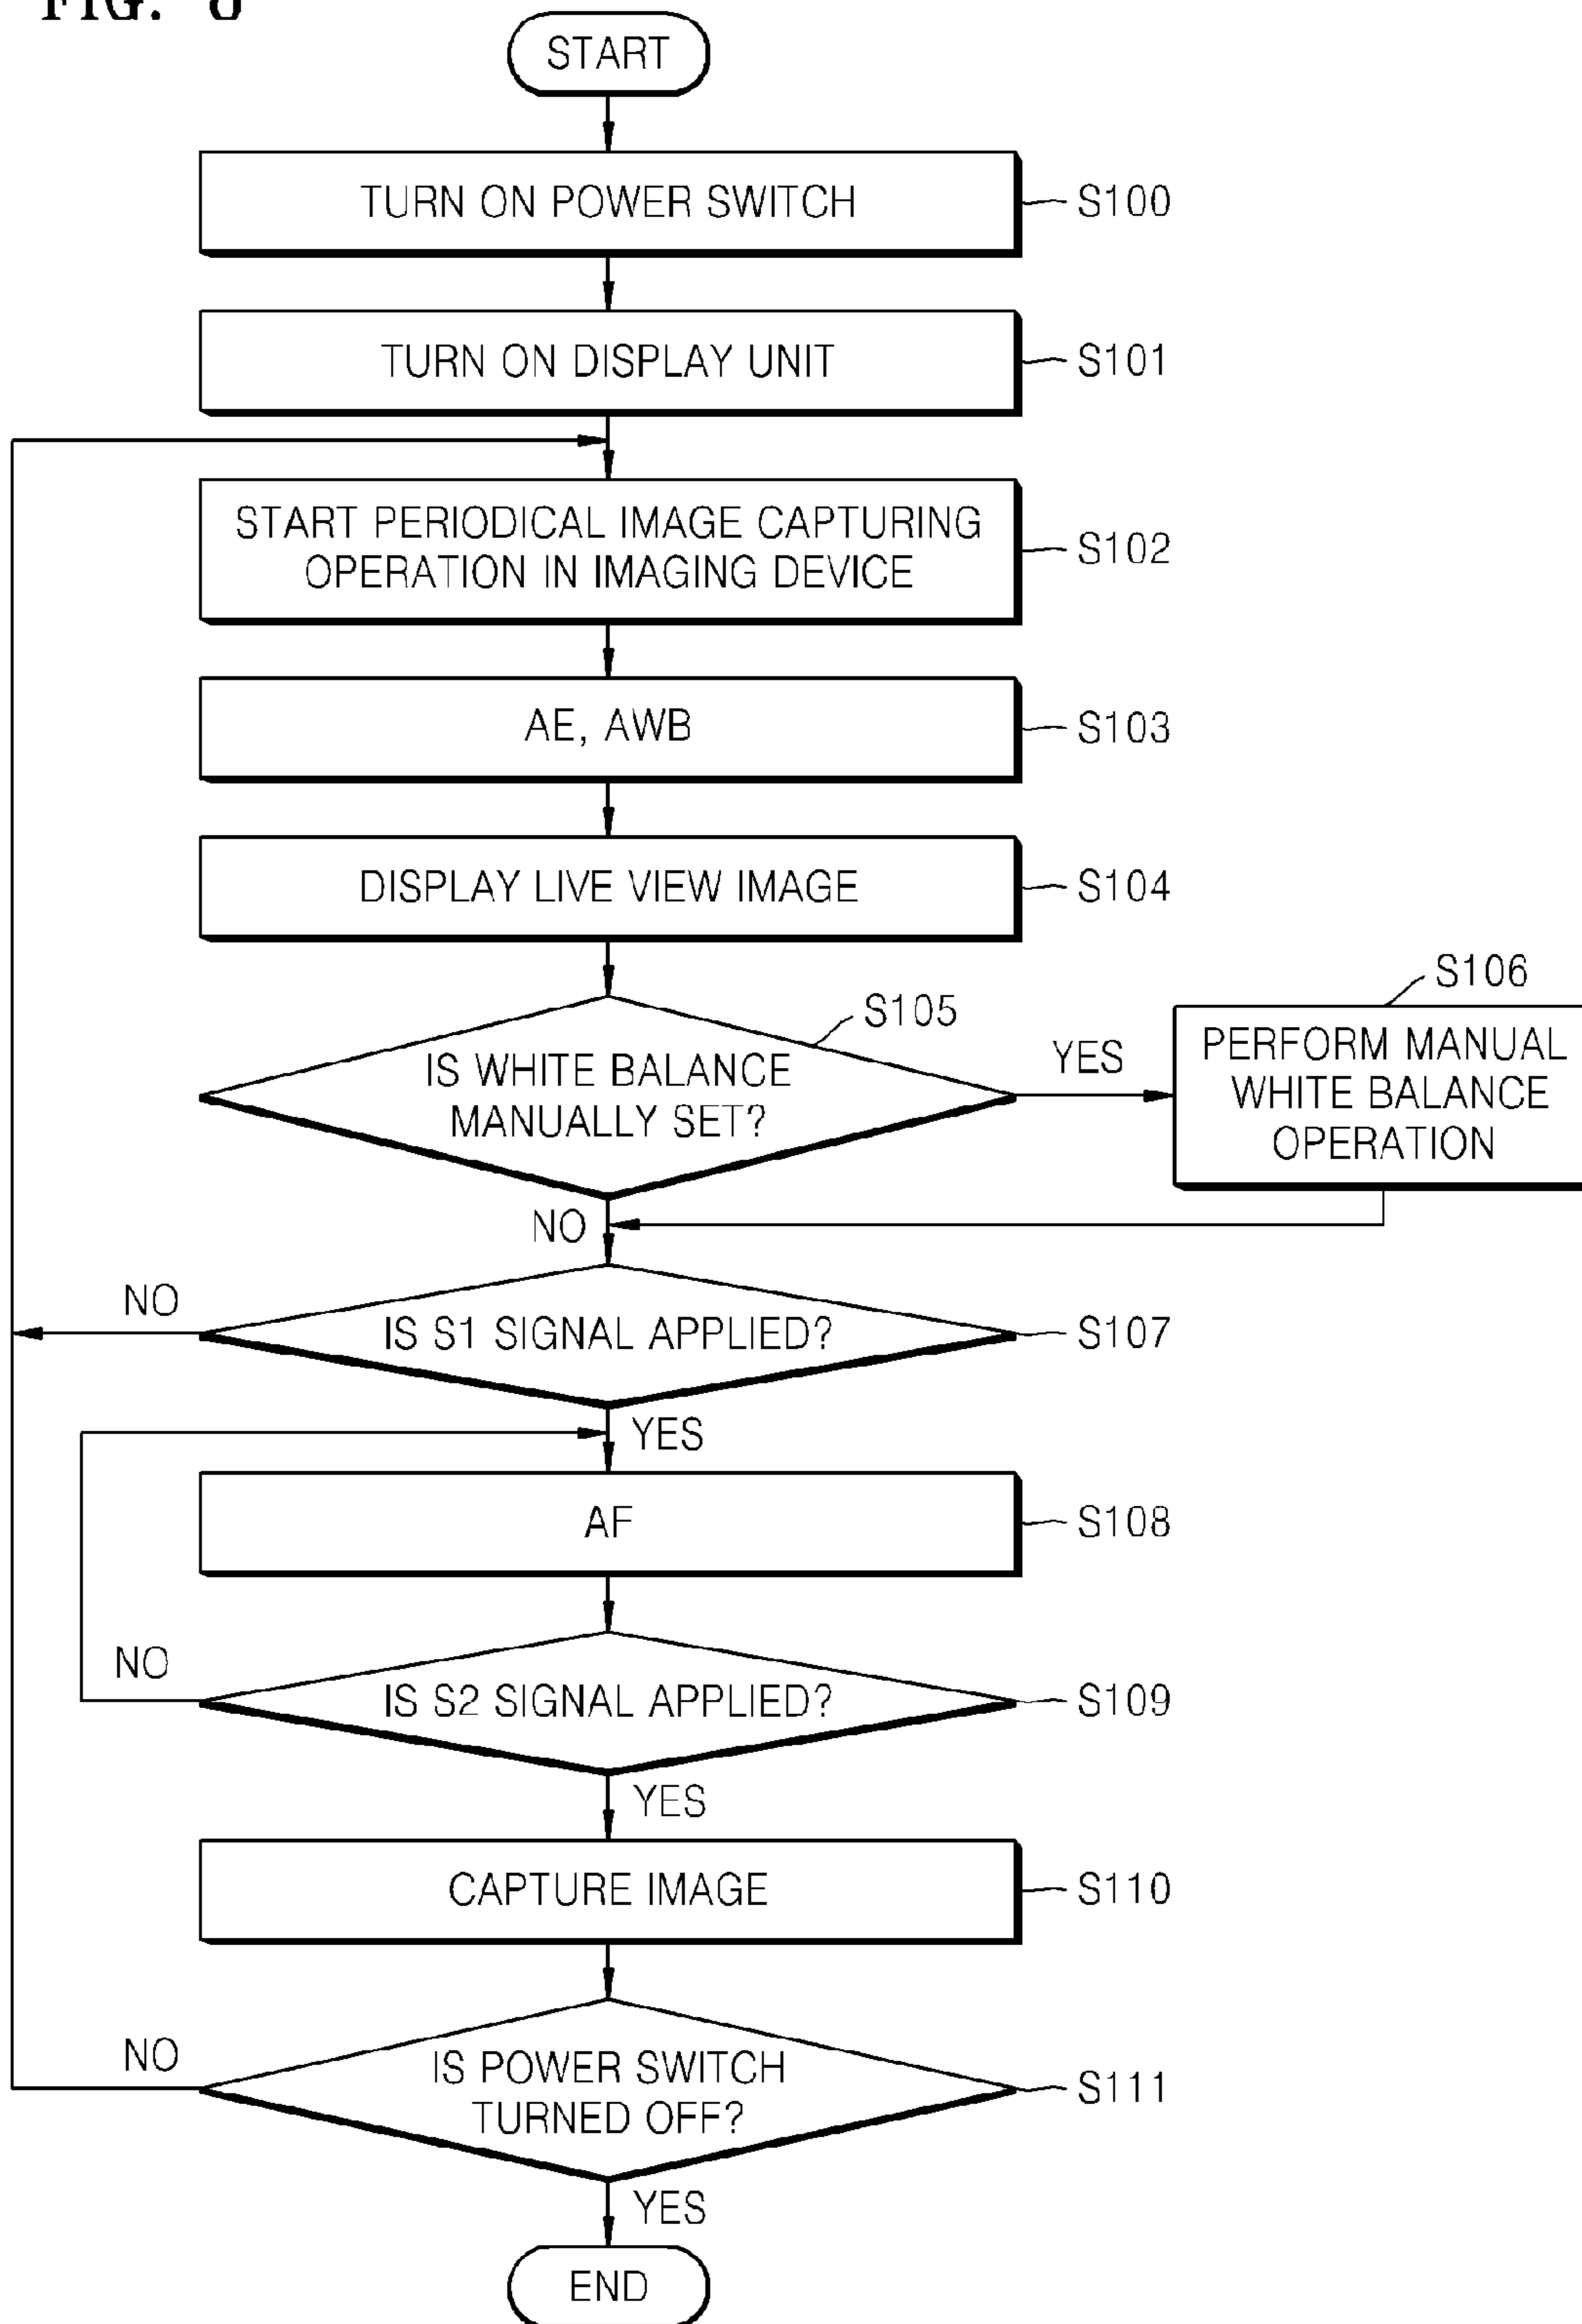 FIG. 8
START
TURN ON POWER SWITCH
S100
TURN ON DISPLAY UNIT
S101
START PERIODICAL IMAGE CAPTURING
OPERATION IN IMAGING DEVICE
S102
AE, AWB
S103
DISPLAY LIVE VIEW IMAGE
S104
S105
IS WHITE BALANCE
MANUALLY SET?
YES
S106
PERFORM MANUAL
WHITE BALANCE
OPERATION
NO
NO
IS S1 SIGNAL APPLIED?
S107
YES
AF
S108
NO
IS S2 SIGNAL APPLIED?
S109
YES
CAPTURE IMAGE
S110
NO
IS POWER SWITCH
TURNED OFF?
S111
YES
END